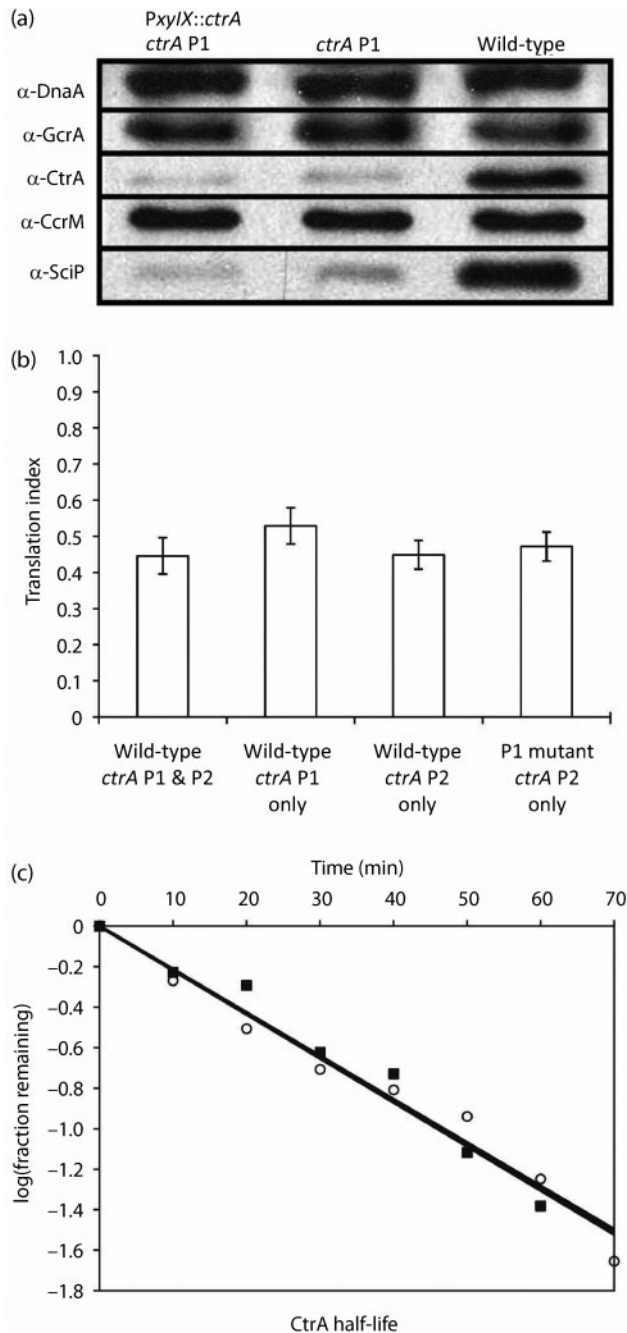 (a)
PxylX::ctrA
ctrA P1
ctrA P1
Wild-type
α-DnaA
α-GcrA
α-CtrA
α-CcrM
α-SciP
(b)
Translation index
1.0
0.9
0.8
0.7
0.6
0.5
0.4
0.3
0.2
0.1
0
Wild-type
ctrA P1 & P2
Wild-type
ctrA P1
only
Wild-type
ctrA P2
only
P1 mutant
ctrA P2
only
(c)
Time (min)
0 10 20 30 40 50 60 70
log(fraction remaining)
0
−0.2
−0.4
−0.6
−0.8
−1.0
−1.2
−1.4
−1.6
−1.8
CtrA half-life